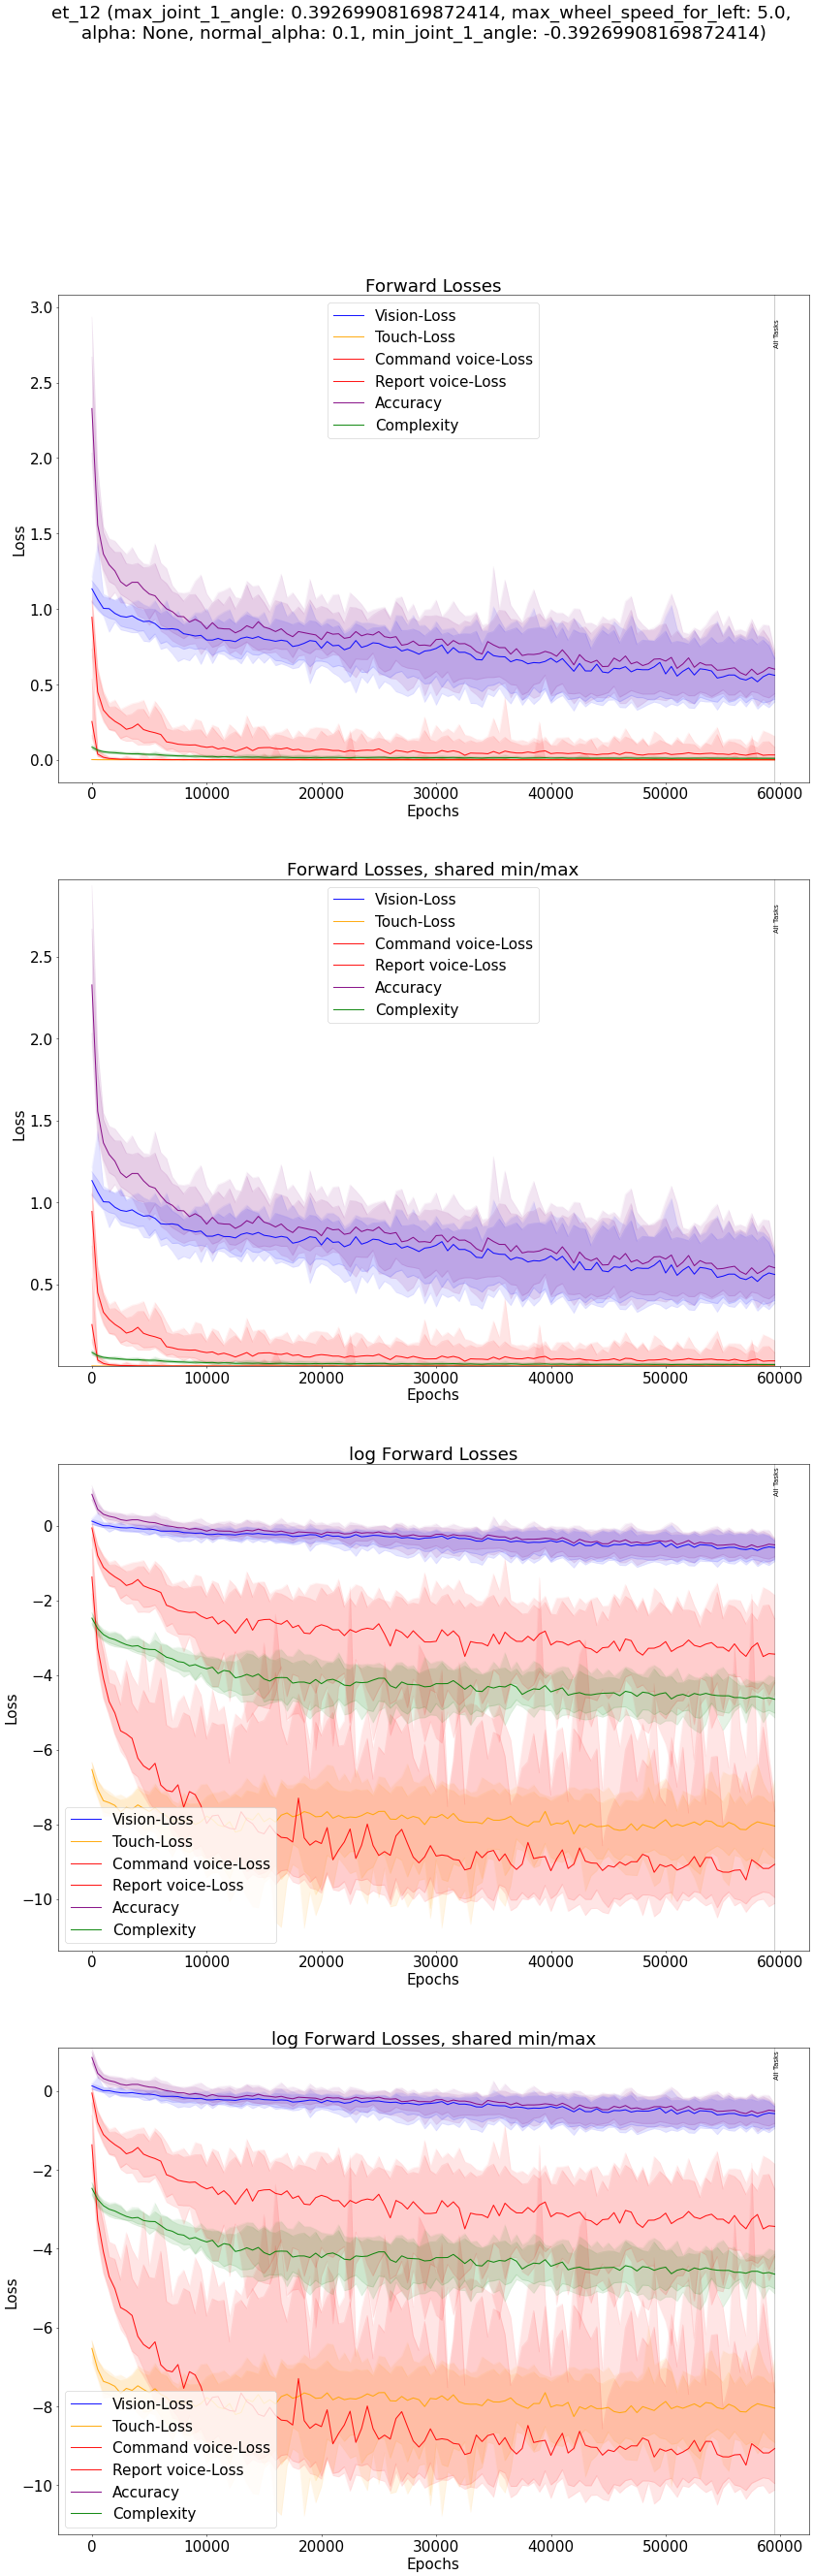 et_12 (max_joint_1_angle: 0.39269908169872414, max_wheel_speed_for_left: 5.0,
alpha: None, normal_alpha: 0.1, min_joint_1_angle: -0.39269908169872414)
Forward Losses
3.0
2.5
2.0
1.5
1.0
0.5
0.0
Loss
Vision-Loss
Touch-Loss
Command voice-Loss
Report voice-Loss
Accuracy
Complexity
All Tasks
0 10000 20000 30000 40000 50000 60000
Epochs
Forward Losses, shared min/max
2.5
2.0
1.5
1.0
0.5
Loss
Vision-Loss
Touch-Loss
Command voice-Loss
Report voice-Loss
Accuracy
Complexity
All Tasks
0 10000 20000 30000 40000 50000 60000
Epochs
log Forward Losses
0
−2
−4
−6
−8
−10
Loss
All Tasks
Vision-Loss
Touch-Loss
Command voice-Loss
Report voice-Loss
Accuracy
Complexity
0 10000 20000 30000 40000 50000 60000
Epochs
log Forward Losses, shared min/max
0
−2
−4
−6
−8
−10
Loss
All Tasks
Vision-Loss
Touch-Loss
Command voice-Loss
Report voice-Loss
Accuracy
Complexity
0 10000 20000 30000 40000 50000 60000
Epochs